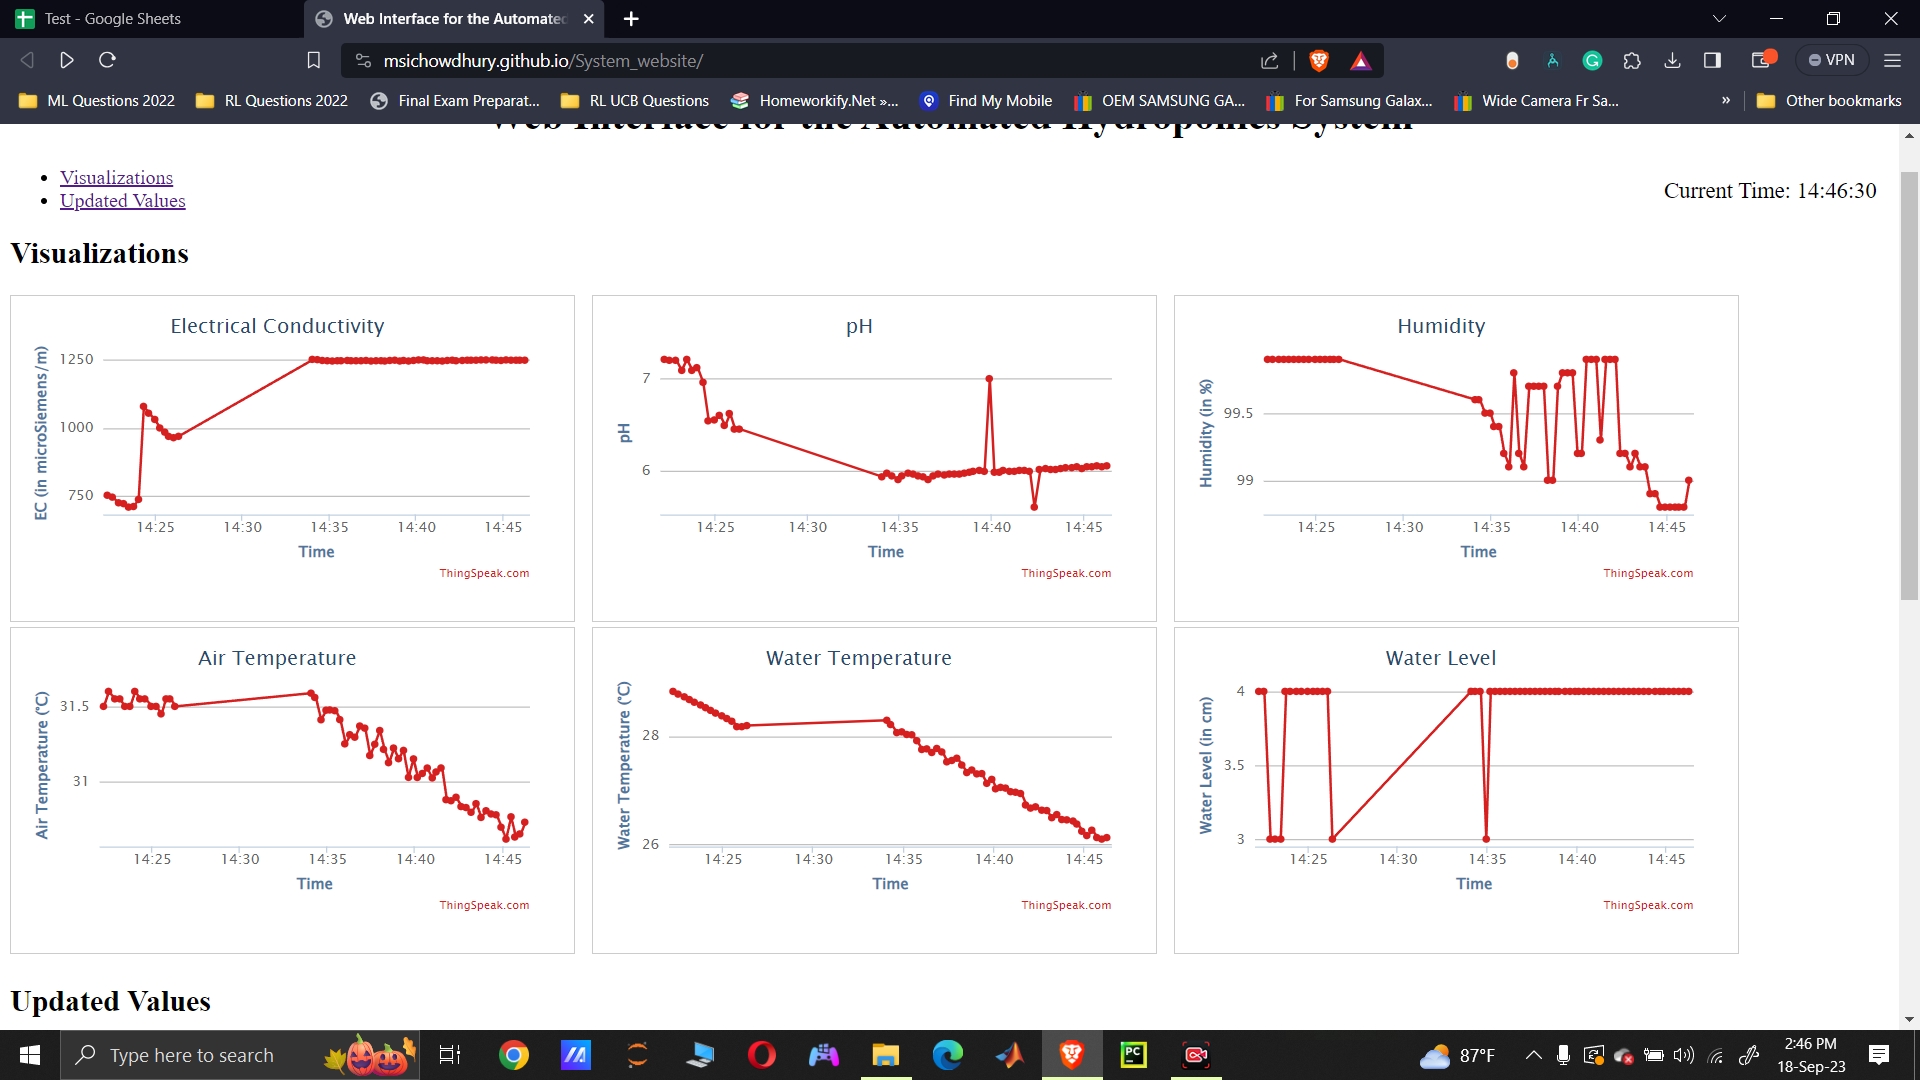 Test - Google Sheets
Web Interface for the Automated
msichowdhury.github.io/System_website/
VPN
ML Questions 2022
RL Questions 2022
Final Exam Preparat...
RL UCB Questions
Homeworkify.Net »...
Find My Mobile
OEM SAMSUNG GA...
For Samsung Galax...
Wide Camera Fr Sa...
»
Other bookmarks
Web Interface for the Automated Hydroponics System
Visualizations
Updated Values
Current Time: 14:46:30
Visualizations
Electrical Conductivity
EC (in microSiemens/m)
1250
1000
750
14:25 14:30 14:35 14:40 14:45
Time
ThingSpeak.com
pH
pH
7
6
14:25 14:30 14:35 14:40 14:45
Time
ThingSpeak.com
Humidity
Humidity (in %)
99.5
99
14:25 14:30 14:35 14:40 14:45
Time
ThingSpeak.com
Air Temperature
Air Temperature (°C)
31.5
31
14:25 14:30 14:35 14:40 14:45
Time
ThingSpeak.com
Water Temperature
Water Temperature (°C)
28
26
14:25 14:30 14:35 14:40 14:45
Time
ThingSpeak.com
Water Level
Water Level (in cm)
4
3.5
3
14:25 14:30 14:35 14:40 14:45
Time
ThingSpeak.com
Updated Values
Type here to search
PC
87°F
2:46 PM
18-Sep-23